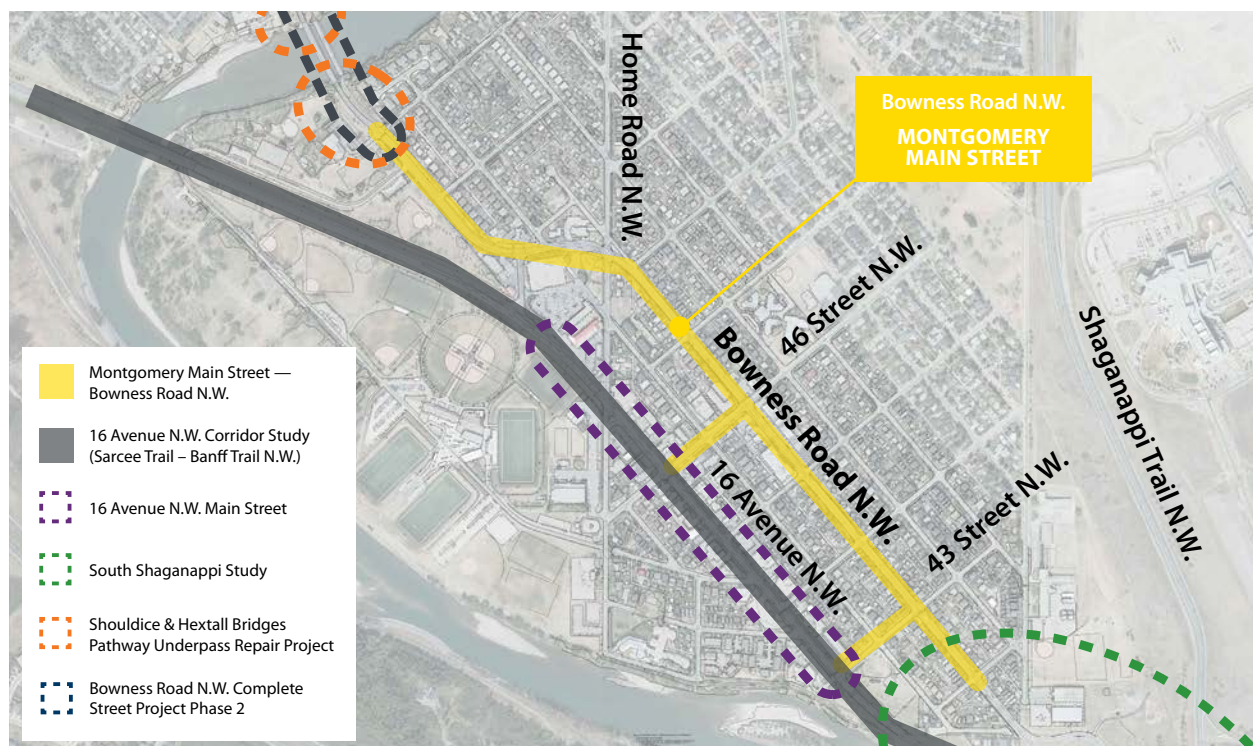 Home Road N.W.
Bowness Road N.W.
MONTGOMERY
MAIN STREET
46 Street N.W.
Bowness Road N.W.
16 Avenue N.W.
43 Street N.W.
Shaganappi Trail N.W.
Montgomery Main Street —
Bowness Road N.W.
16 Avenue N.W. Corridor Study
(Sarcee Trail – Banff Trail N.W.)
16 Avenue N.W. Main Street
South Shaganappi Study
Shouldice & Hextall Bridges
Pathway Underpass Repair Project
Bowness Road N.W. Complete
Street Project Phase 2